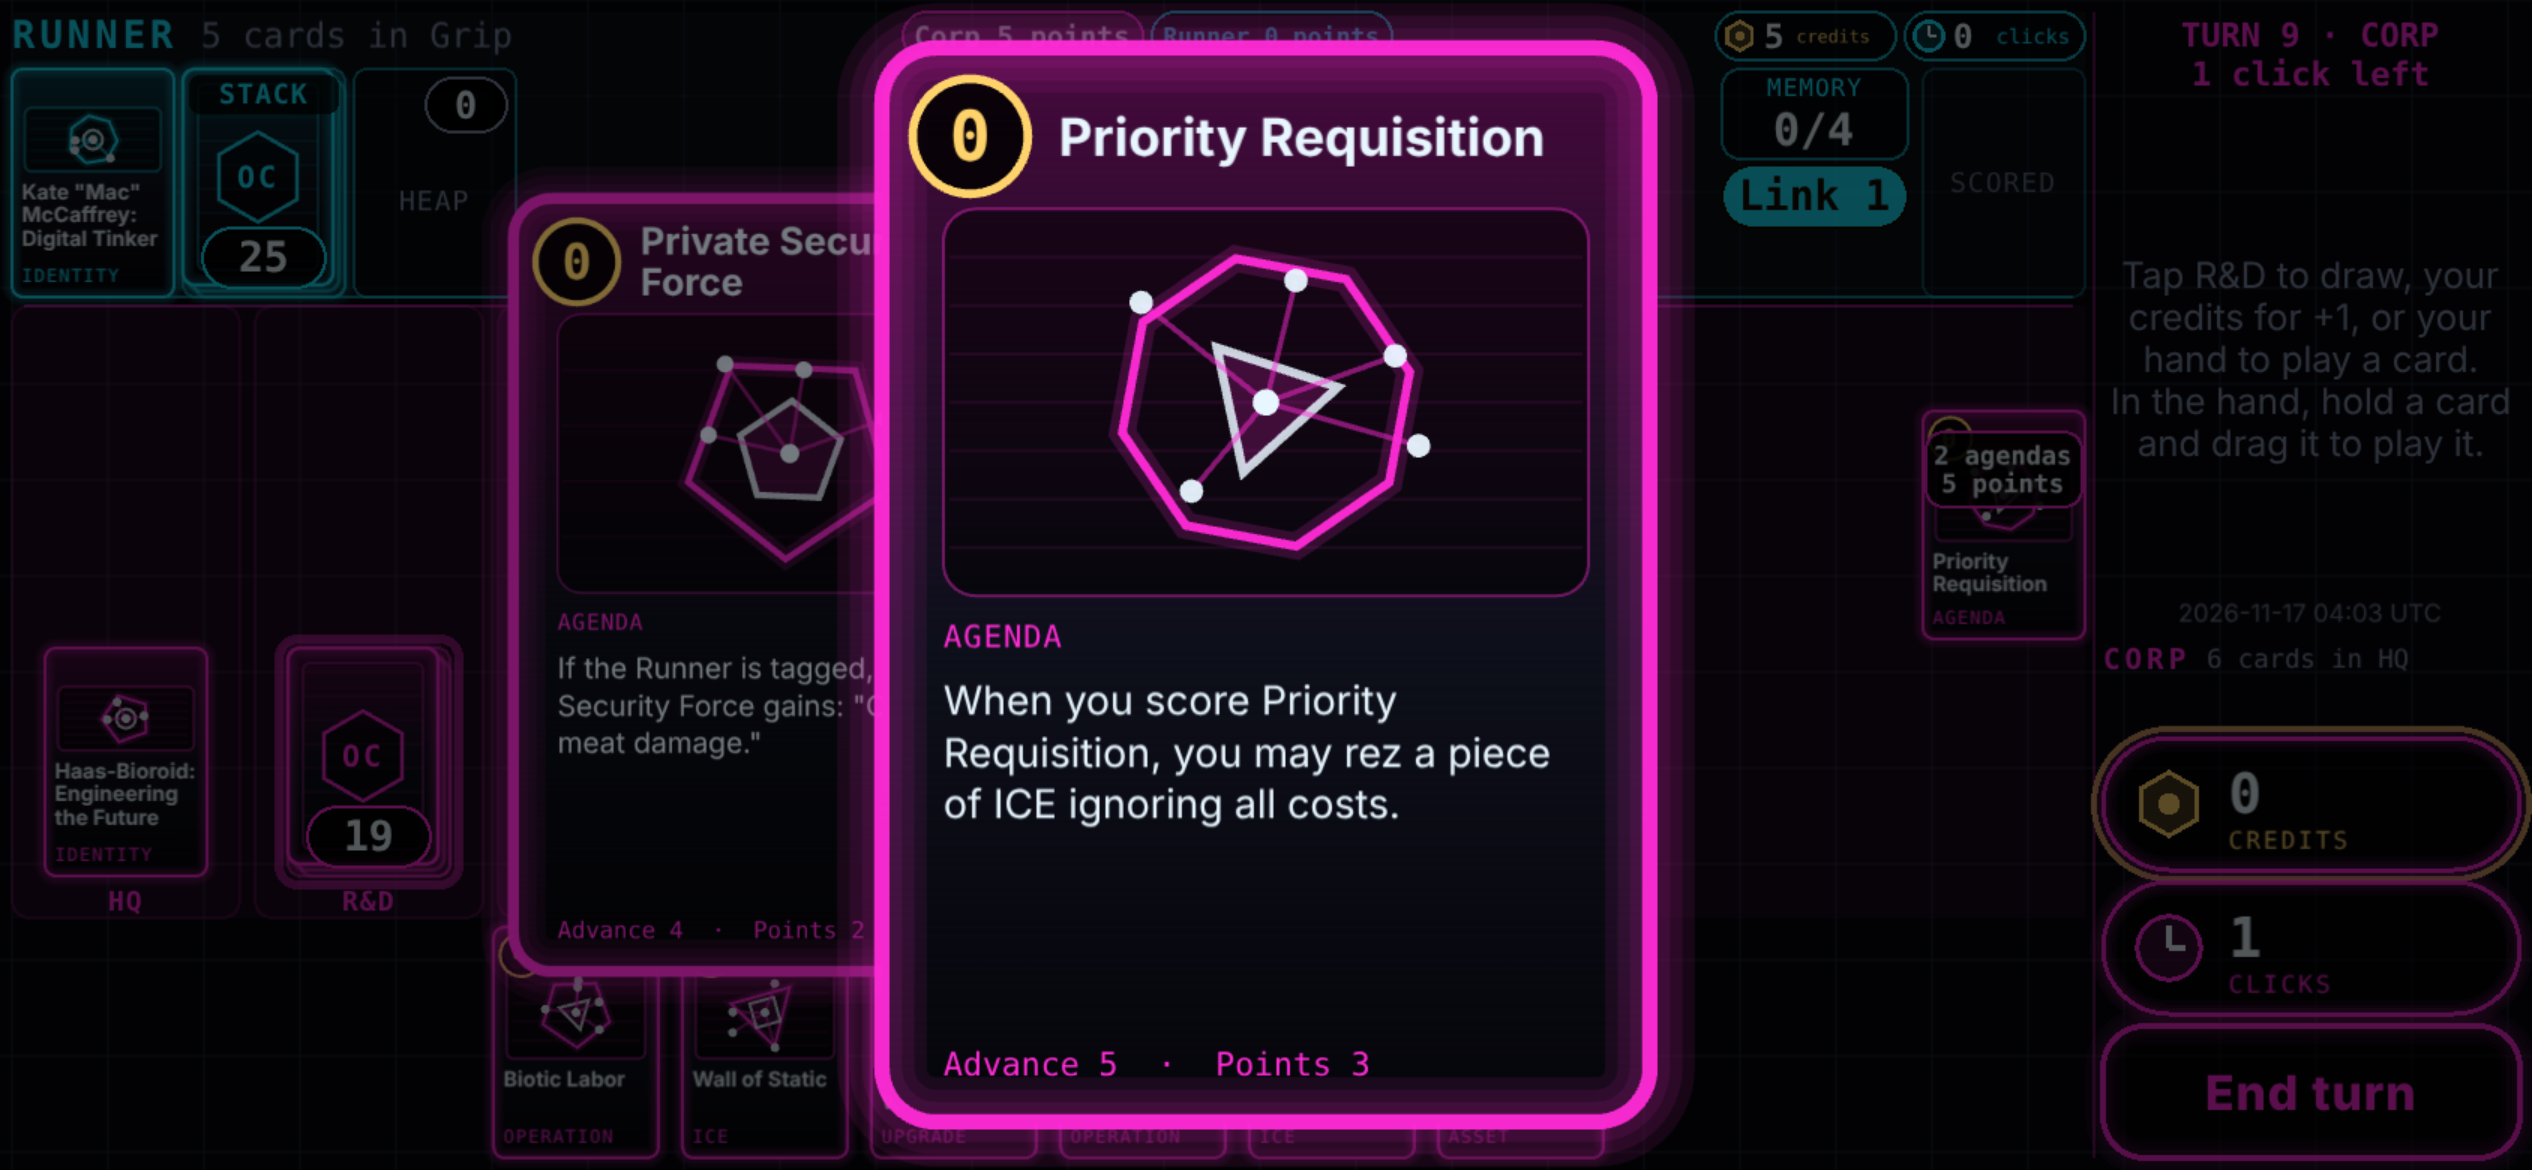 RUNNER 5 cards in Grip
Corp 5 points
Runner 0 points
5 credits
0 clicks
TURN 9 · CORP
1 click left
STACK
OC
25
0
HEAP
Kate "Mac"
McCaffrey:
Digital Tinker
IDENTITY
MEMORY
0/4
Link 1
SCORED
Tap R&D to draw, your
credits for +1, or your
hand to play a card.
In the hand, hold a card
and drag it to play it.
0
Private Secu
Force
AGENDA
If the Runner is tagged,
Security Force gains: "
meat damage."
Advance 4 · Points 2
0
Priority Requisition
AGENDA
When you score Priority
Requisition, you may rez a piece
of ICE ignoring all costs.
Advance 5 · Points 3
2 agendas
5 points
Priority
Requisition
AGENDA
2026-11-17 04:03 UTC
CORP 6 cards in HQ
Haas-Bioroid:
Engineering
the Future
IDENTITY
HQ
OC
19
R&D
0
CREDITS
1
CLICKS
End turn
Biotic Labor
OPERATION
Wall of Static
ICE
UPGRADE
OPERATION
ICE
ASSET